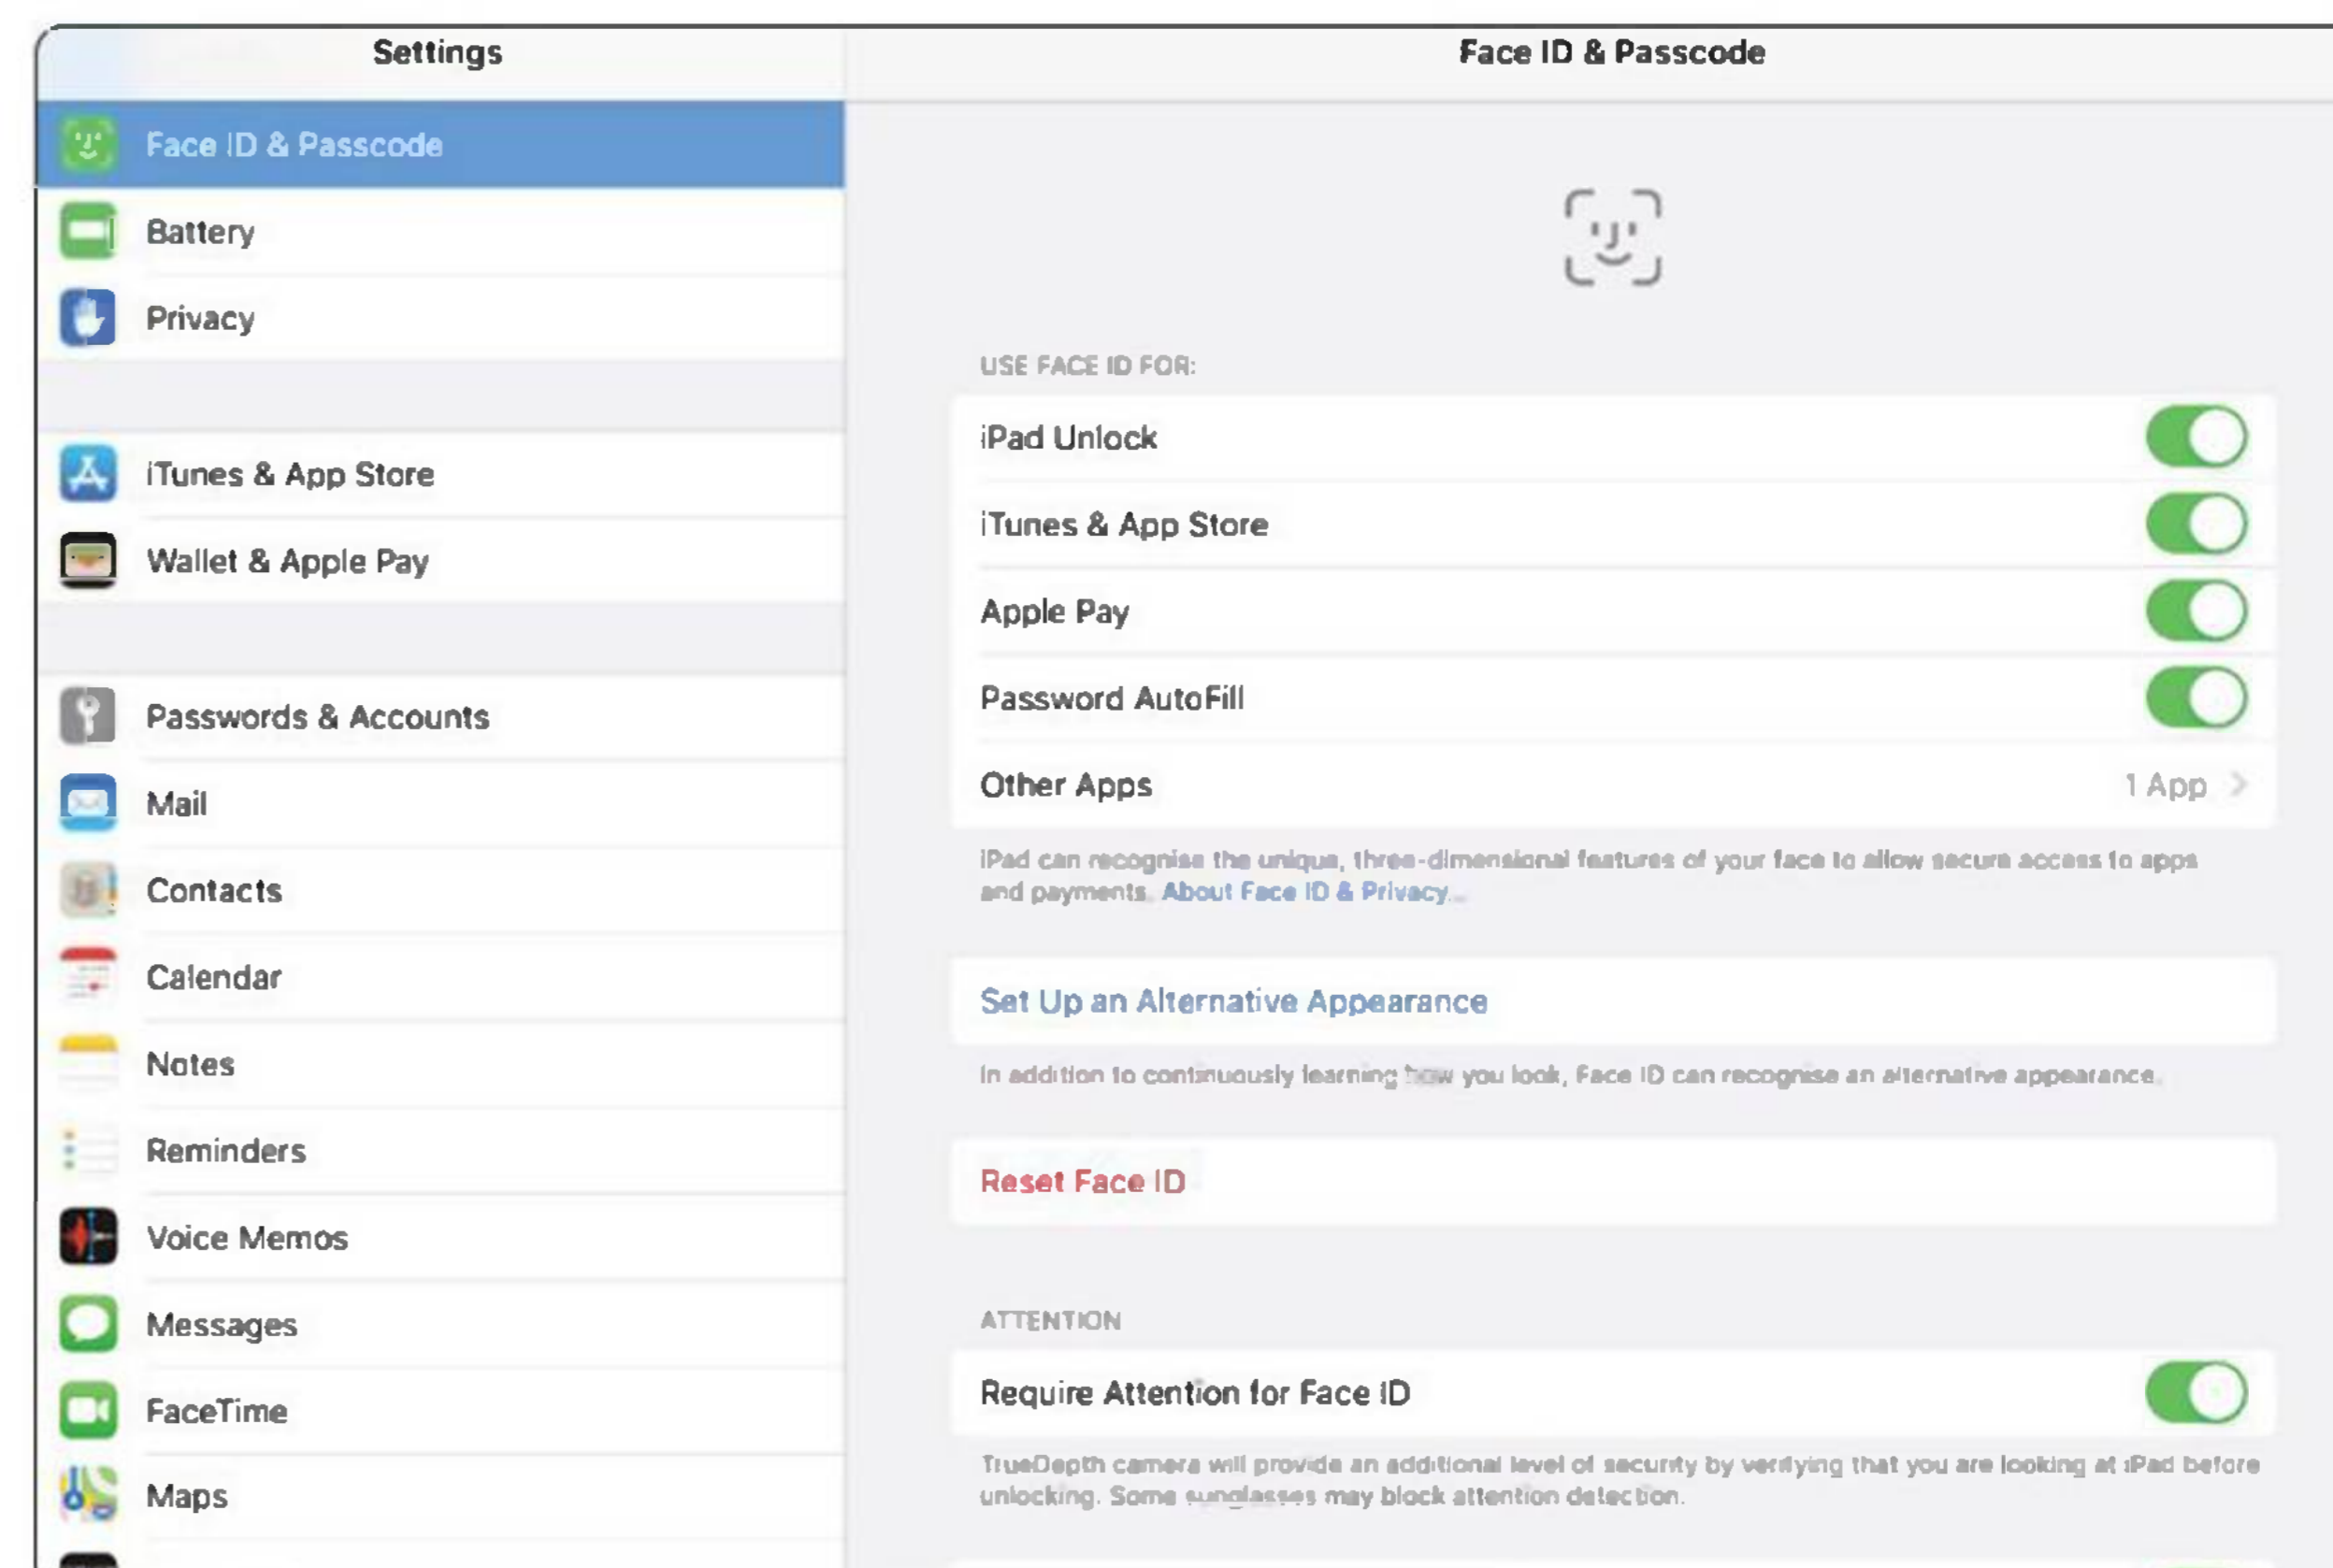 Settings
Face ID & Passcode
Battery
Privacy
iTunes & App Store
Wallet & Apple Pay
Passwords & Accounts
Mail
Contacts
Calendar
Notes
Reminders
Voice Memos
Messages
FaceTime
Maps
Face ID & Passcode
USE FACE ID FOR:
iPad Unlock
iTunes & App Store
Apple Pay
Password AutoFill
Other Apps 1 App
iPad can recognise the unique, three-dimensional features of your face to allow secure access to apps
and payments. About Face ID & Privacy...
Set Up an Alternative Appearance
In addition to continuously learning how you look, Face ID can recognise an alternative appearance.
Reset Face ID
ATTENTION
Require Attention for Face ID
TrueDepth camera will provide an additional level of security by verifying that you are looking at iPad before
unlocking. Some sunglasses may block attention detection.